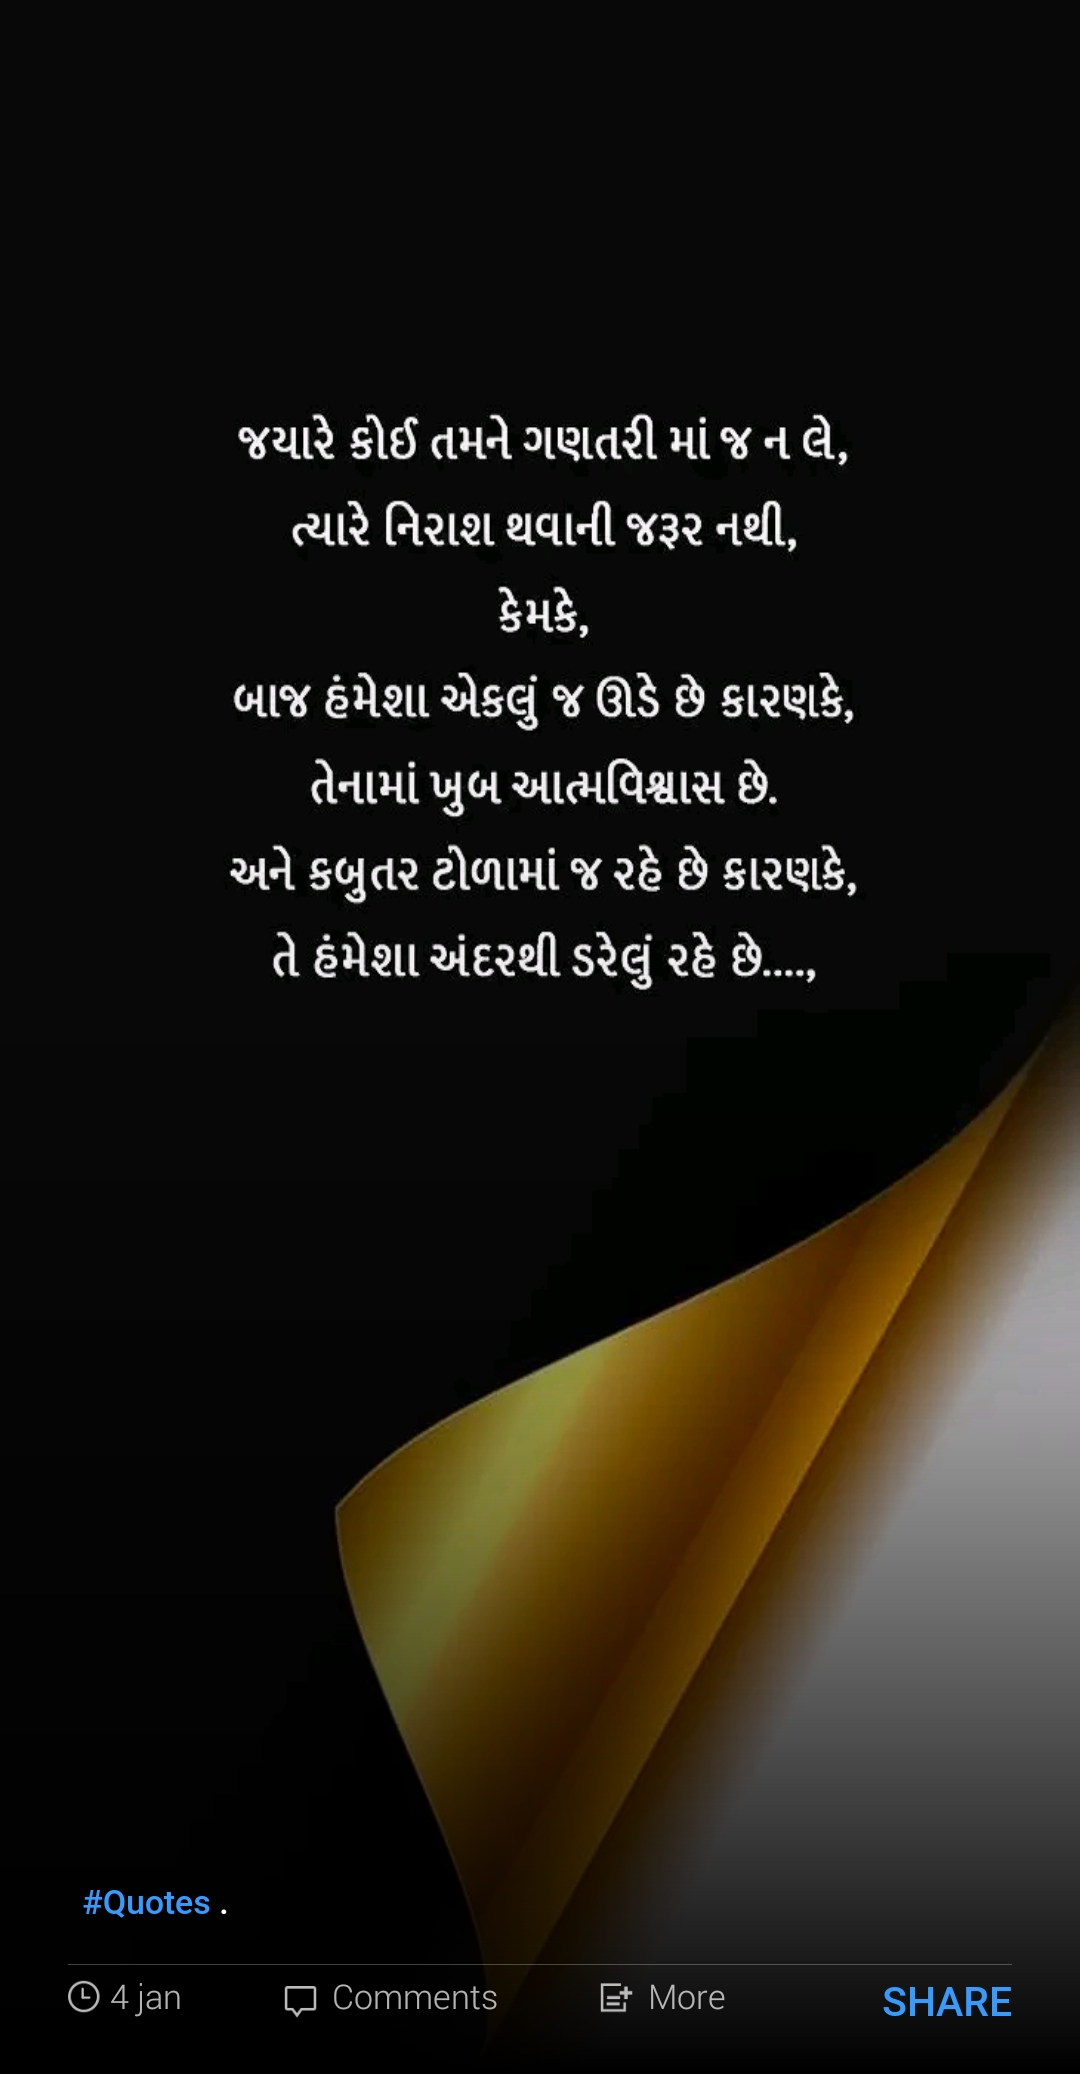 જયારે કોઈ તમને ગણતરી માં જ ન લે,
ત્યારે નિરાશ થવાની જરૂર નથી,
કેમકે,
બાજ હંમેશા એકલું જ ઊડે છે કારણકે,
તેનામાં ખુબ આત્મવિશ્વાસ છે.
અને કબુતર ટોળામાં જ રહે છે કારણકે,
તે હંમેશા અંદરથી ડરેલું રહે છે....,
#Quotes .
4 jan Comments More SHARE